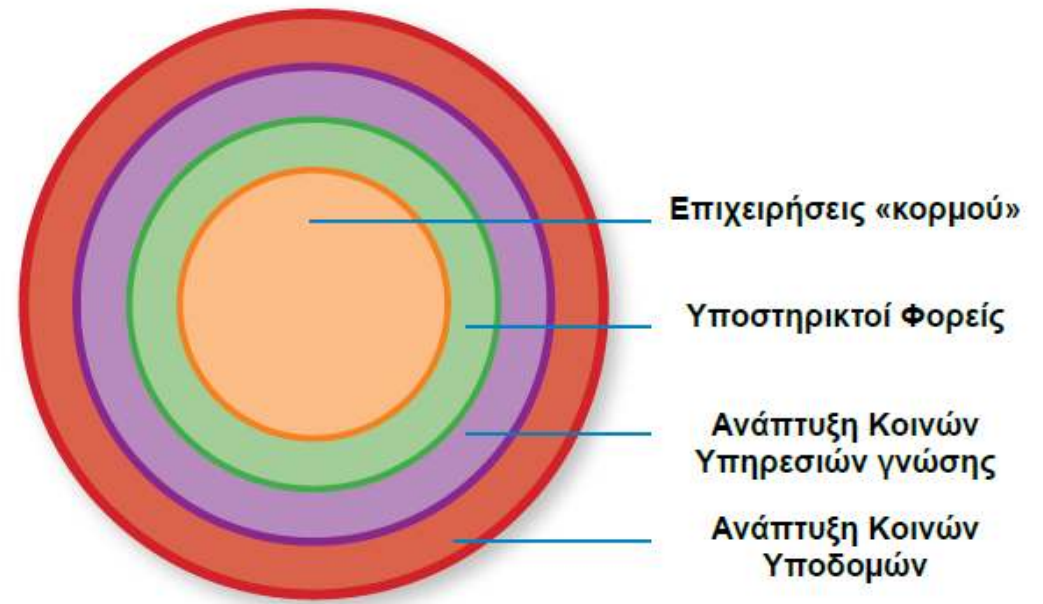 Επιχειρήσεις «κορμού»
Υποστηρικτοί Φορείς
Ανάπτυξη Κοινών
Υπηρεσιών γνώσης
Ανάπτυξη Κοινών
Υποδομών